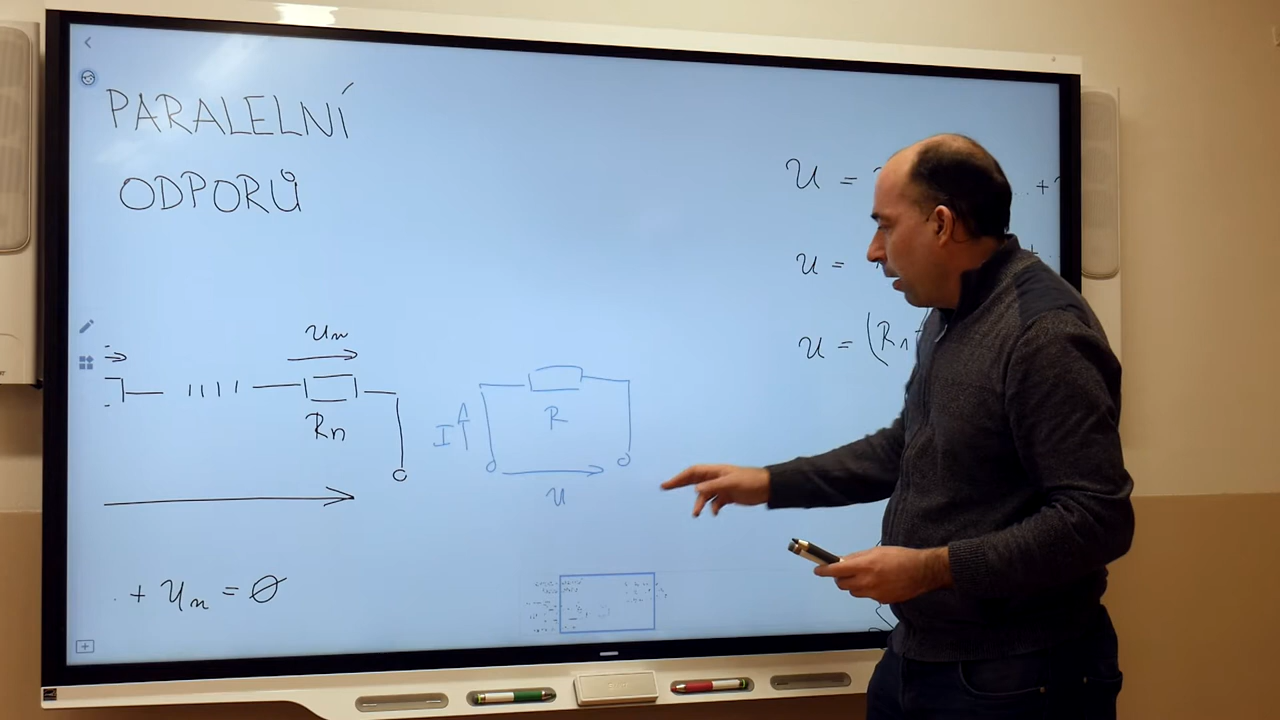 PARALELNÍ
ODPORŮ
un
Rn
+ un = 0
I
R
u
u =
u =
u = (R1 +